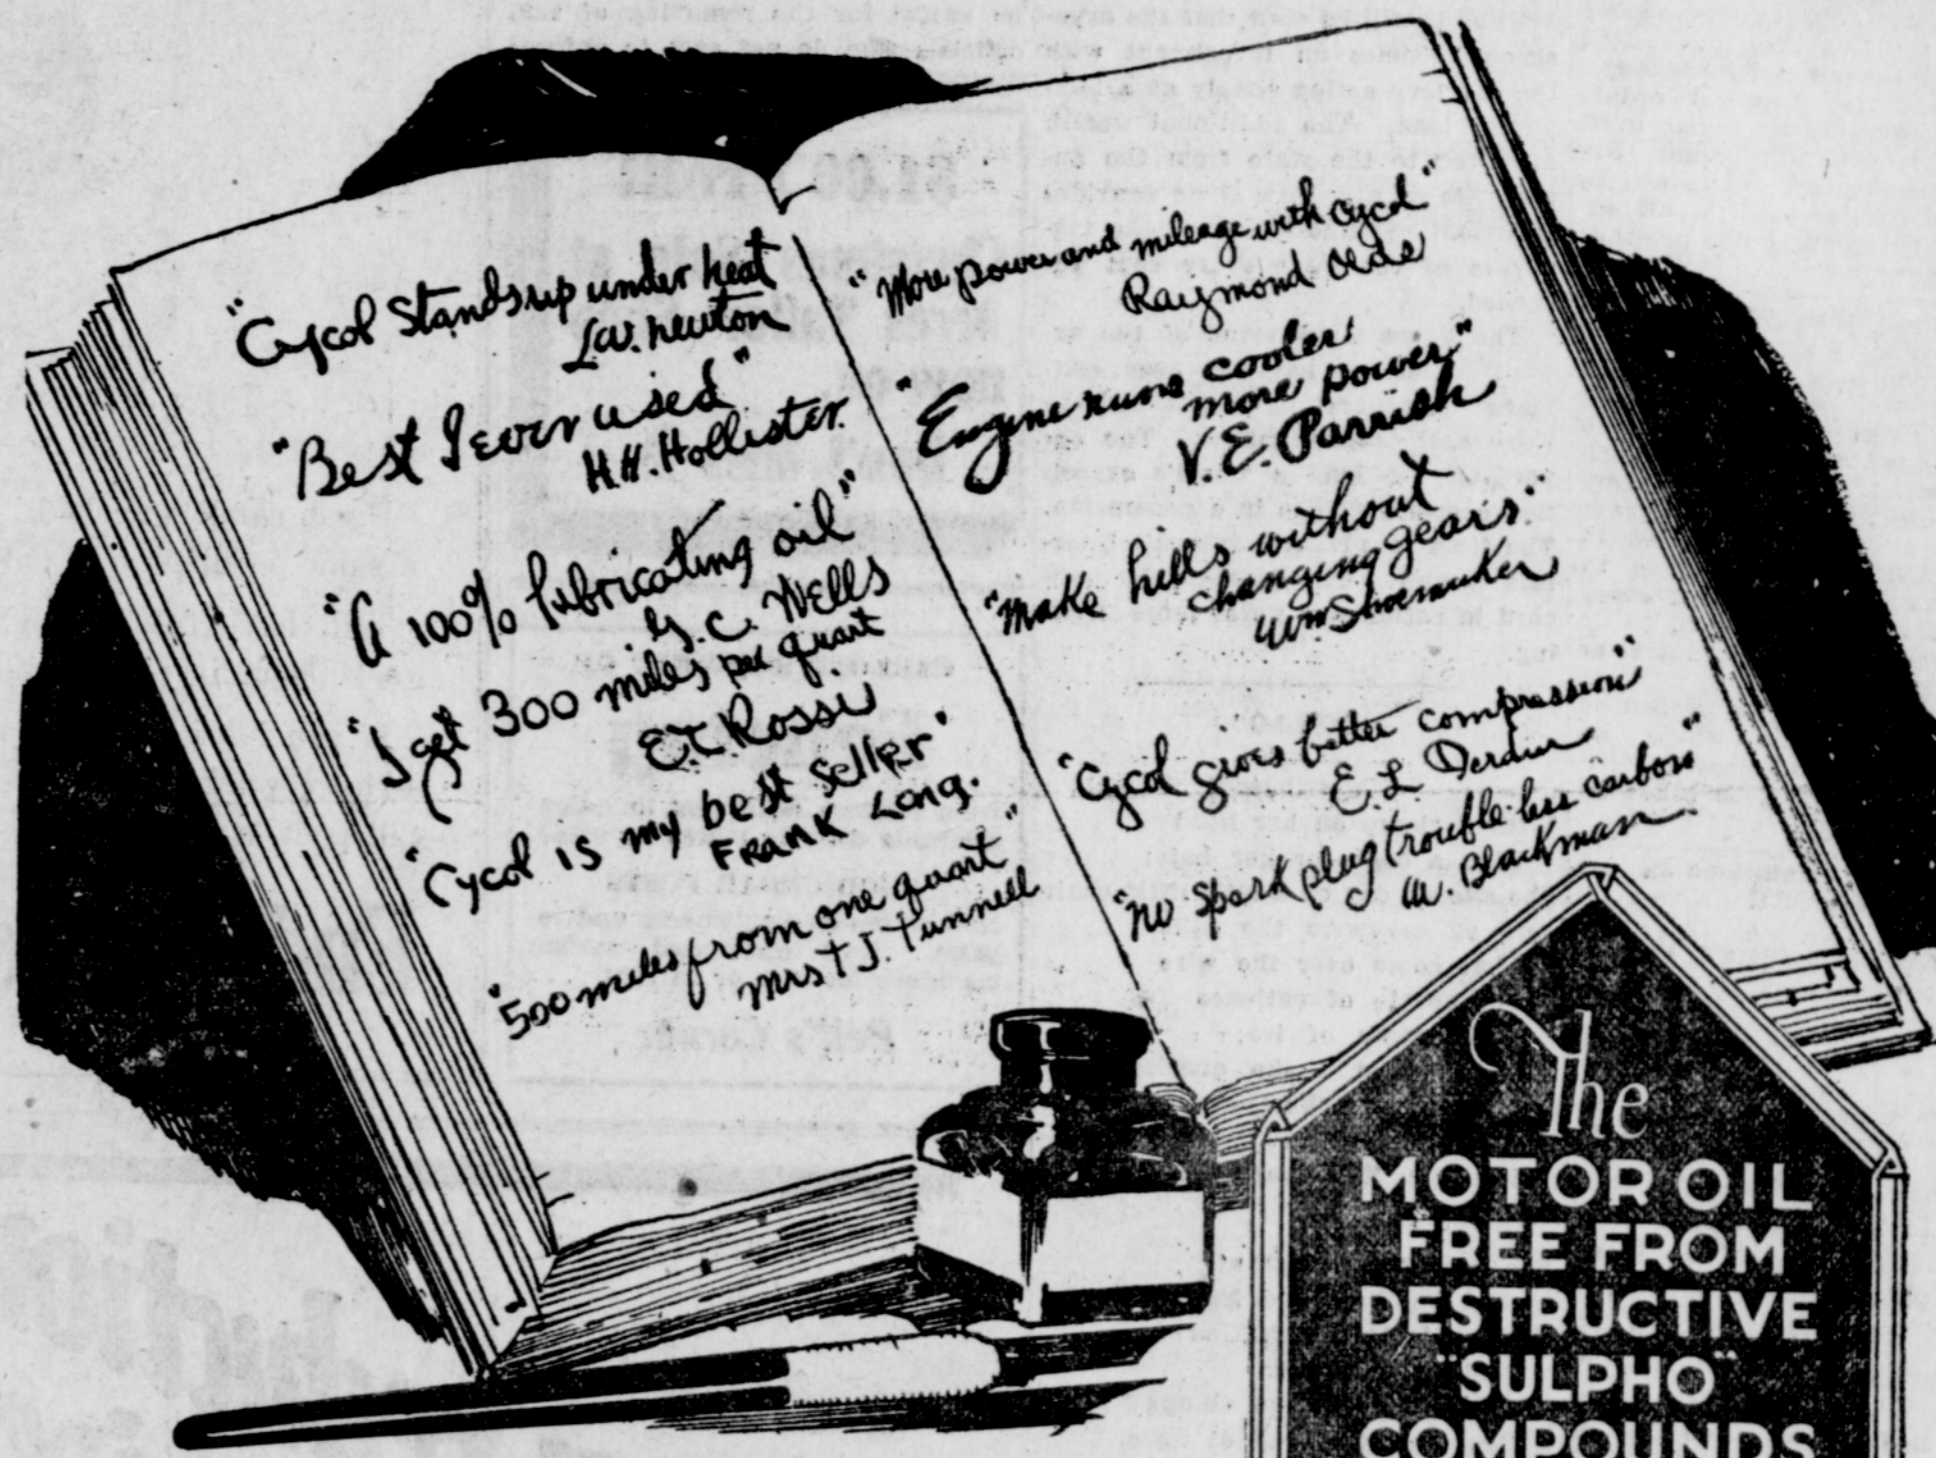 "Cycol Stands up under heat
L.W. Newton
"Best I ever used"
H.H. Hollister.
"A 100% lubricating oil"
G. C. Wells
"I get 300 miles per quart
E.T. Rossi
"Cycol is my best seller"
FRANK LONG.
"500 miles from one quart"
Mrs T J. Tunnell
"More power and mileage with Cycol"
Raymond Olds
"Engine runs cooler
more power"
V. E. Parrish
"Make hills without
changing gears."
Wm Shoemaker
"Cycol gives better compression"
E. L.
"No spark plug trouble-less carbon"
W. Blackman.
The
MOTOR OIL
FREE FROM
DESTRUCTIVE
"SULPHO"
COMPOUNDS